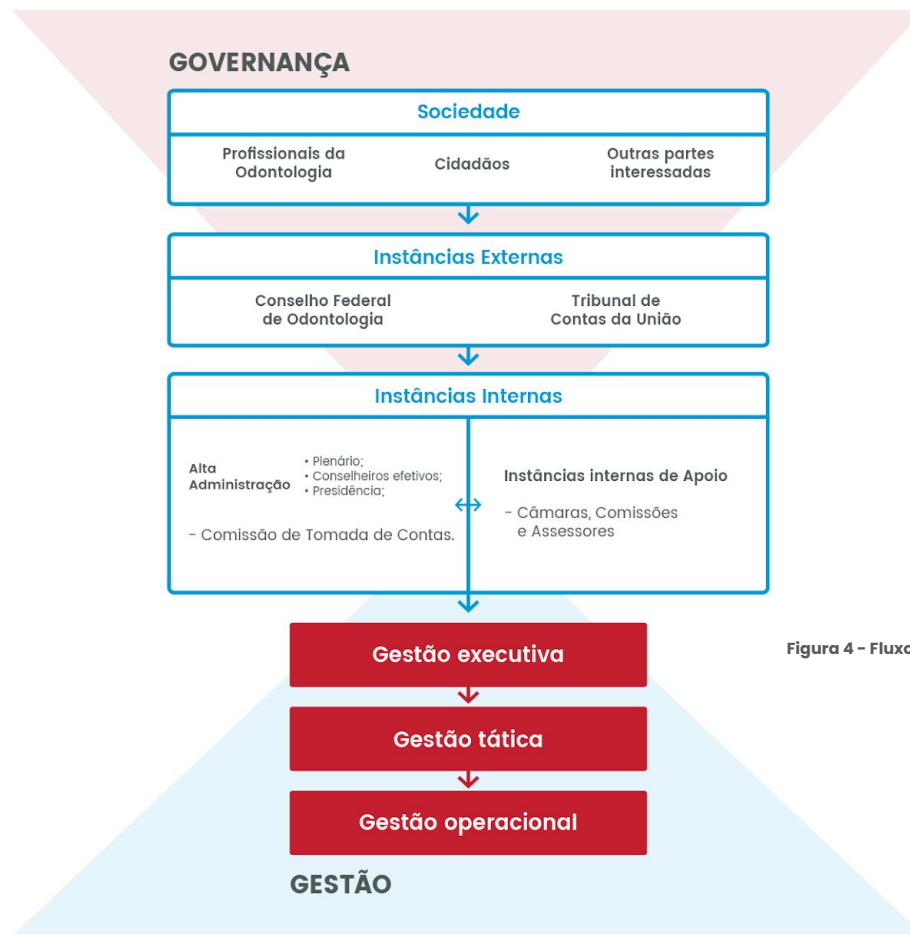 GOVERNANÇA
Sociedade
Profissionais da
Odontologia
Cidadãos
Outras partes
interessadas
Instâncias Externas
Conselho Federal
de Odontologia
Tribunal de
Contas da União
Instâncias Internas
Alta
Administração
• Plenário;
• Conselheiros efetivos;
• Presidência;
- Comissão de Tomada de Contas.
Instâncias internas de Apoio
- Câmaras, Comissões
e Assessores
Gestão executiva
Figura 4 - Fluxo
Gestão tática
Gestão operacional
GESTÃO